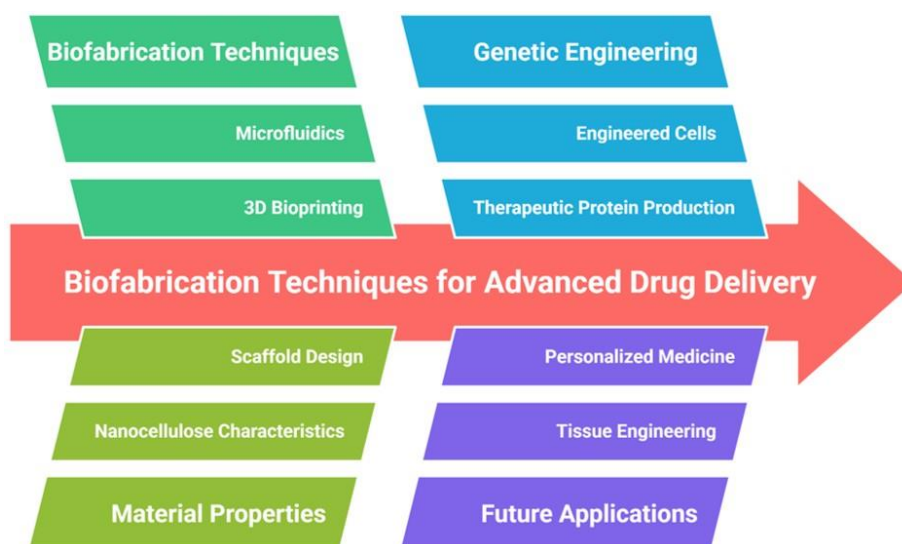 Biofabrication Techniques
Genetic Engineering
Microfluidics
Engineered Cells
3D Bioprinting
Therapeutic Protein Production
Biofabrication Techniques for Advanced Drug Delivery
Scaffold Design
Personalized Medicine
Nanocellulose Characteristics
Tissue Engineering
Material Properties
Future Applications